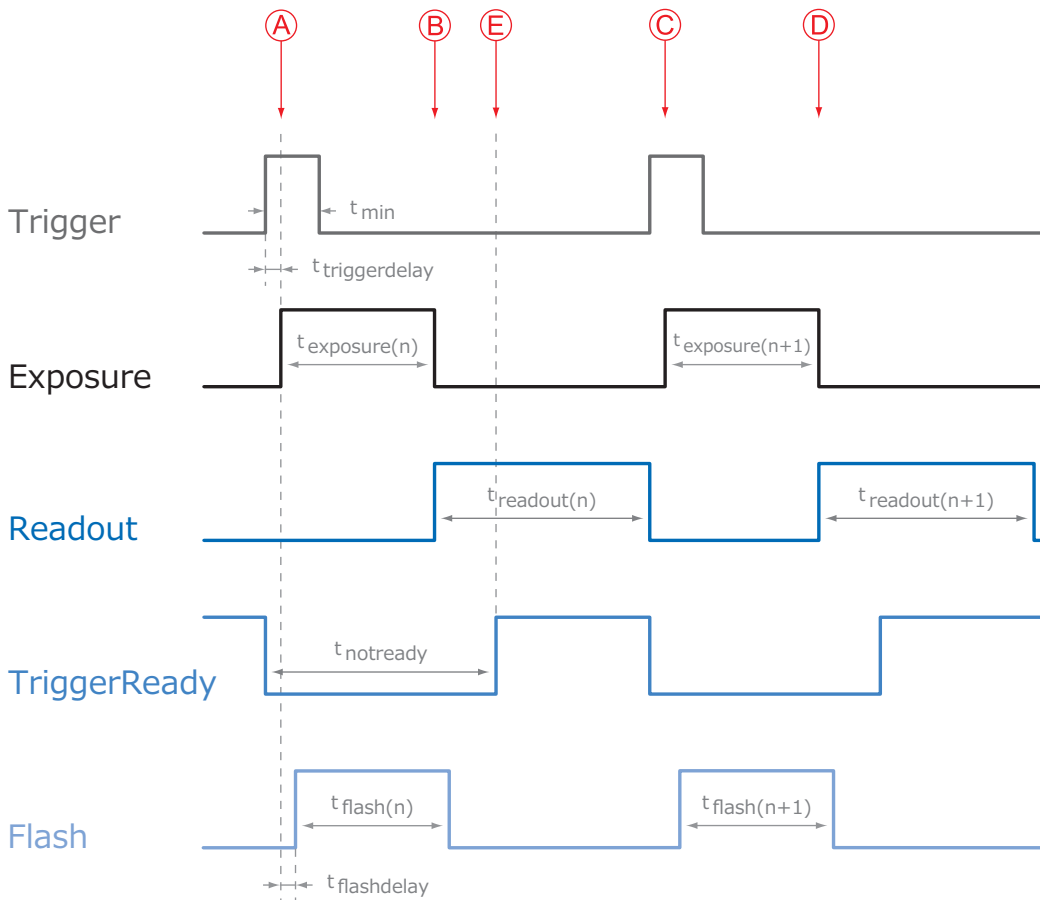 A B E C D
Trigger
t min
t triggerdelay
Exposure
t exposure(n)
t exposure(n+1)
Readout
t readout(n)
t readout(n+1)
TriggerReady
t notready
Flash
t flash(n)
t flash(n+1)
t flashdelay